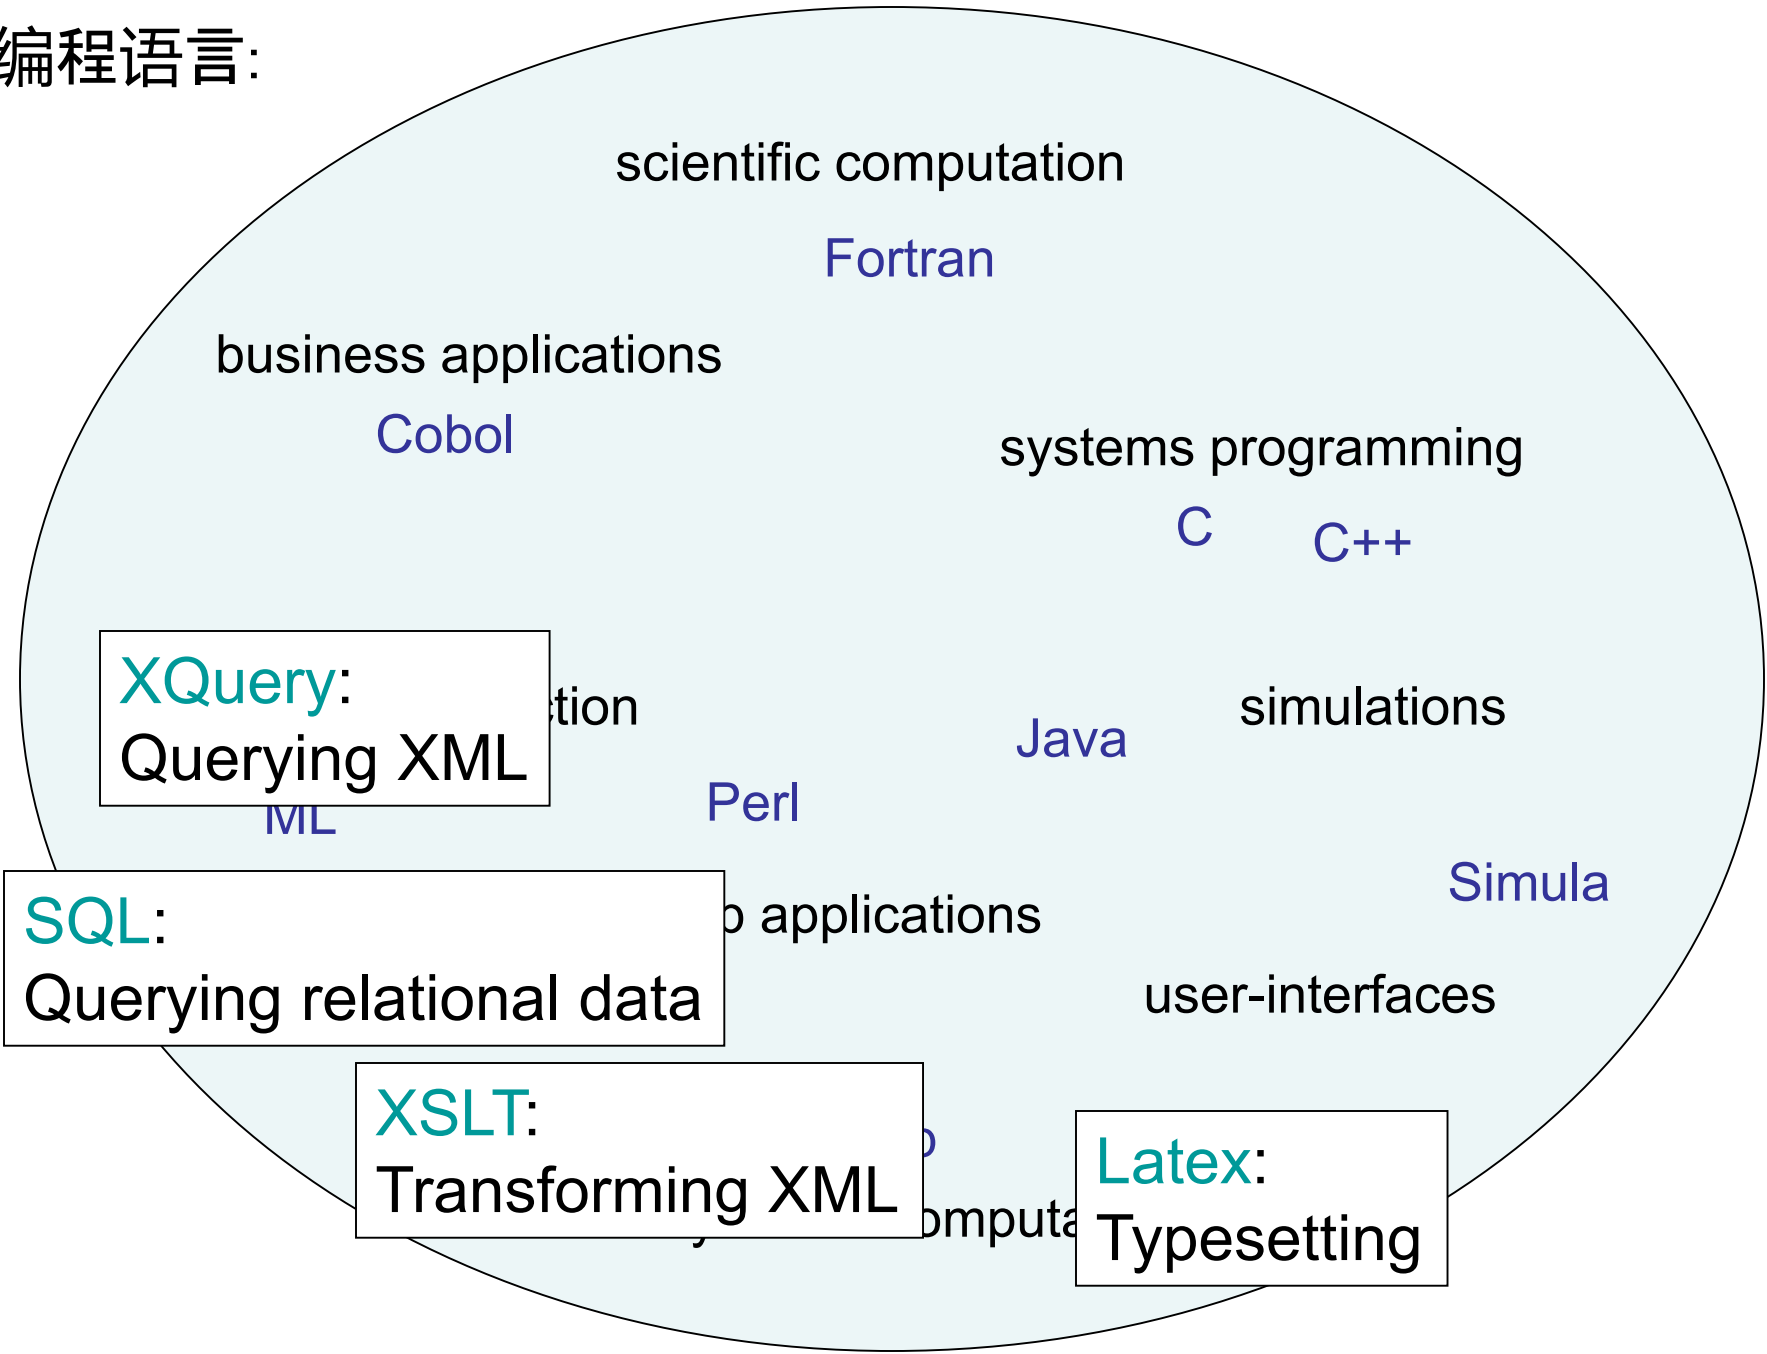 编程语言:
scientific computation
Fortran
business applications
Cobol
systems programming
C
C++
XQuery:
Querying XML
simulations
Java
Perl
ML
Simula
SQL:
Querying relational data
applications
user-interfaces
XSLT:
Transforming XML
Latex:
Typesetting